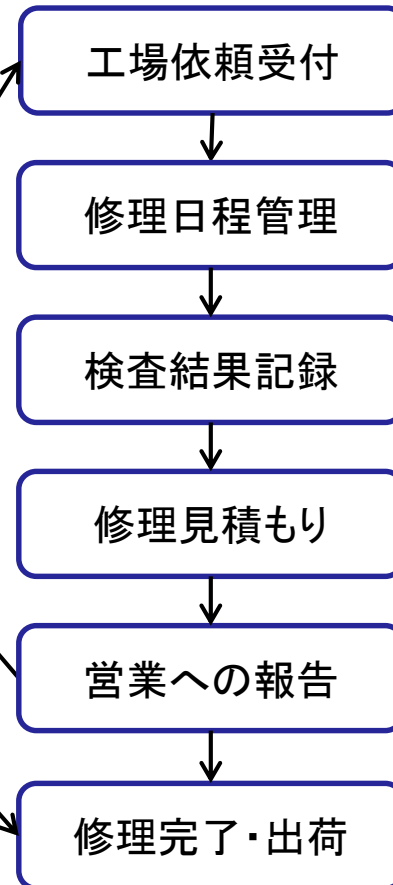 工場依頼受付
修理日程管理
検査結果記録
修理見積もり
営業への報告
修理完了・出荷